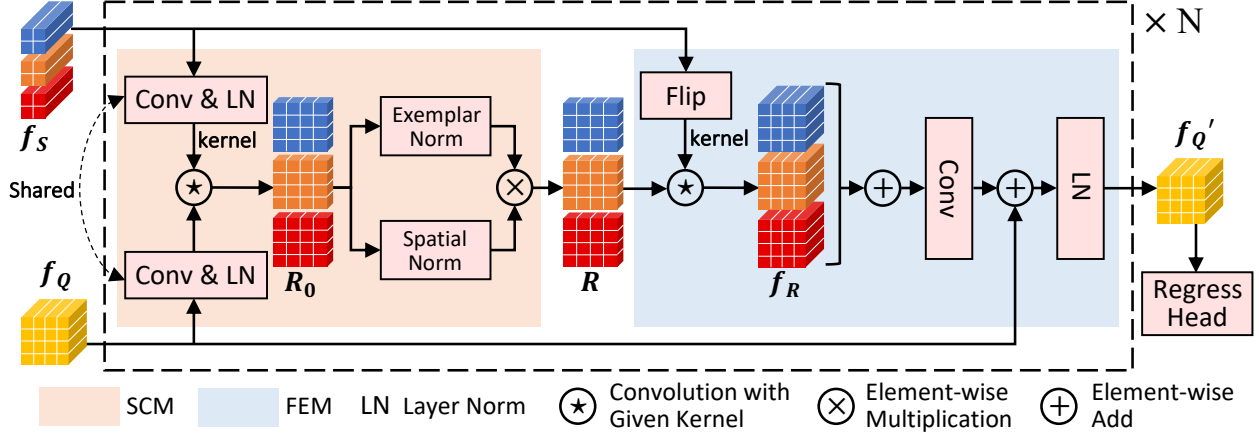 × N
f_S
Conv & LN
kernel
Shared
Conv & LN
f_Q
R_0
Exemplar
Norm
Spatial
Norm
R
Flip
kernel
f_R
Conv
LN
f_Q′
Regress
Head
SCM
FEM
LN Layer Norm
Convolution with
Given Kernel
Element-wise
Multiplication
Element-wise
Add